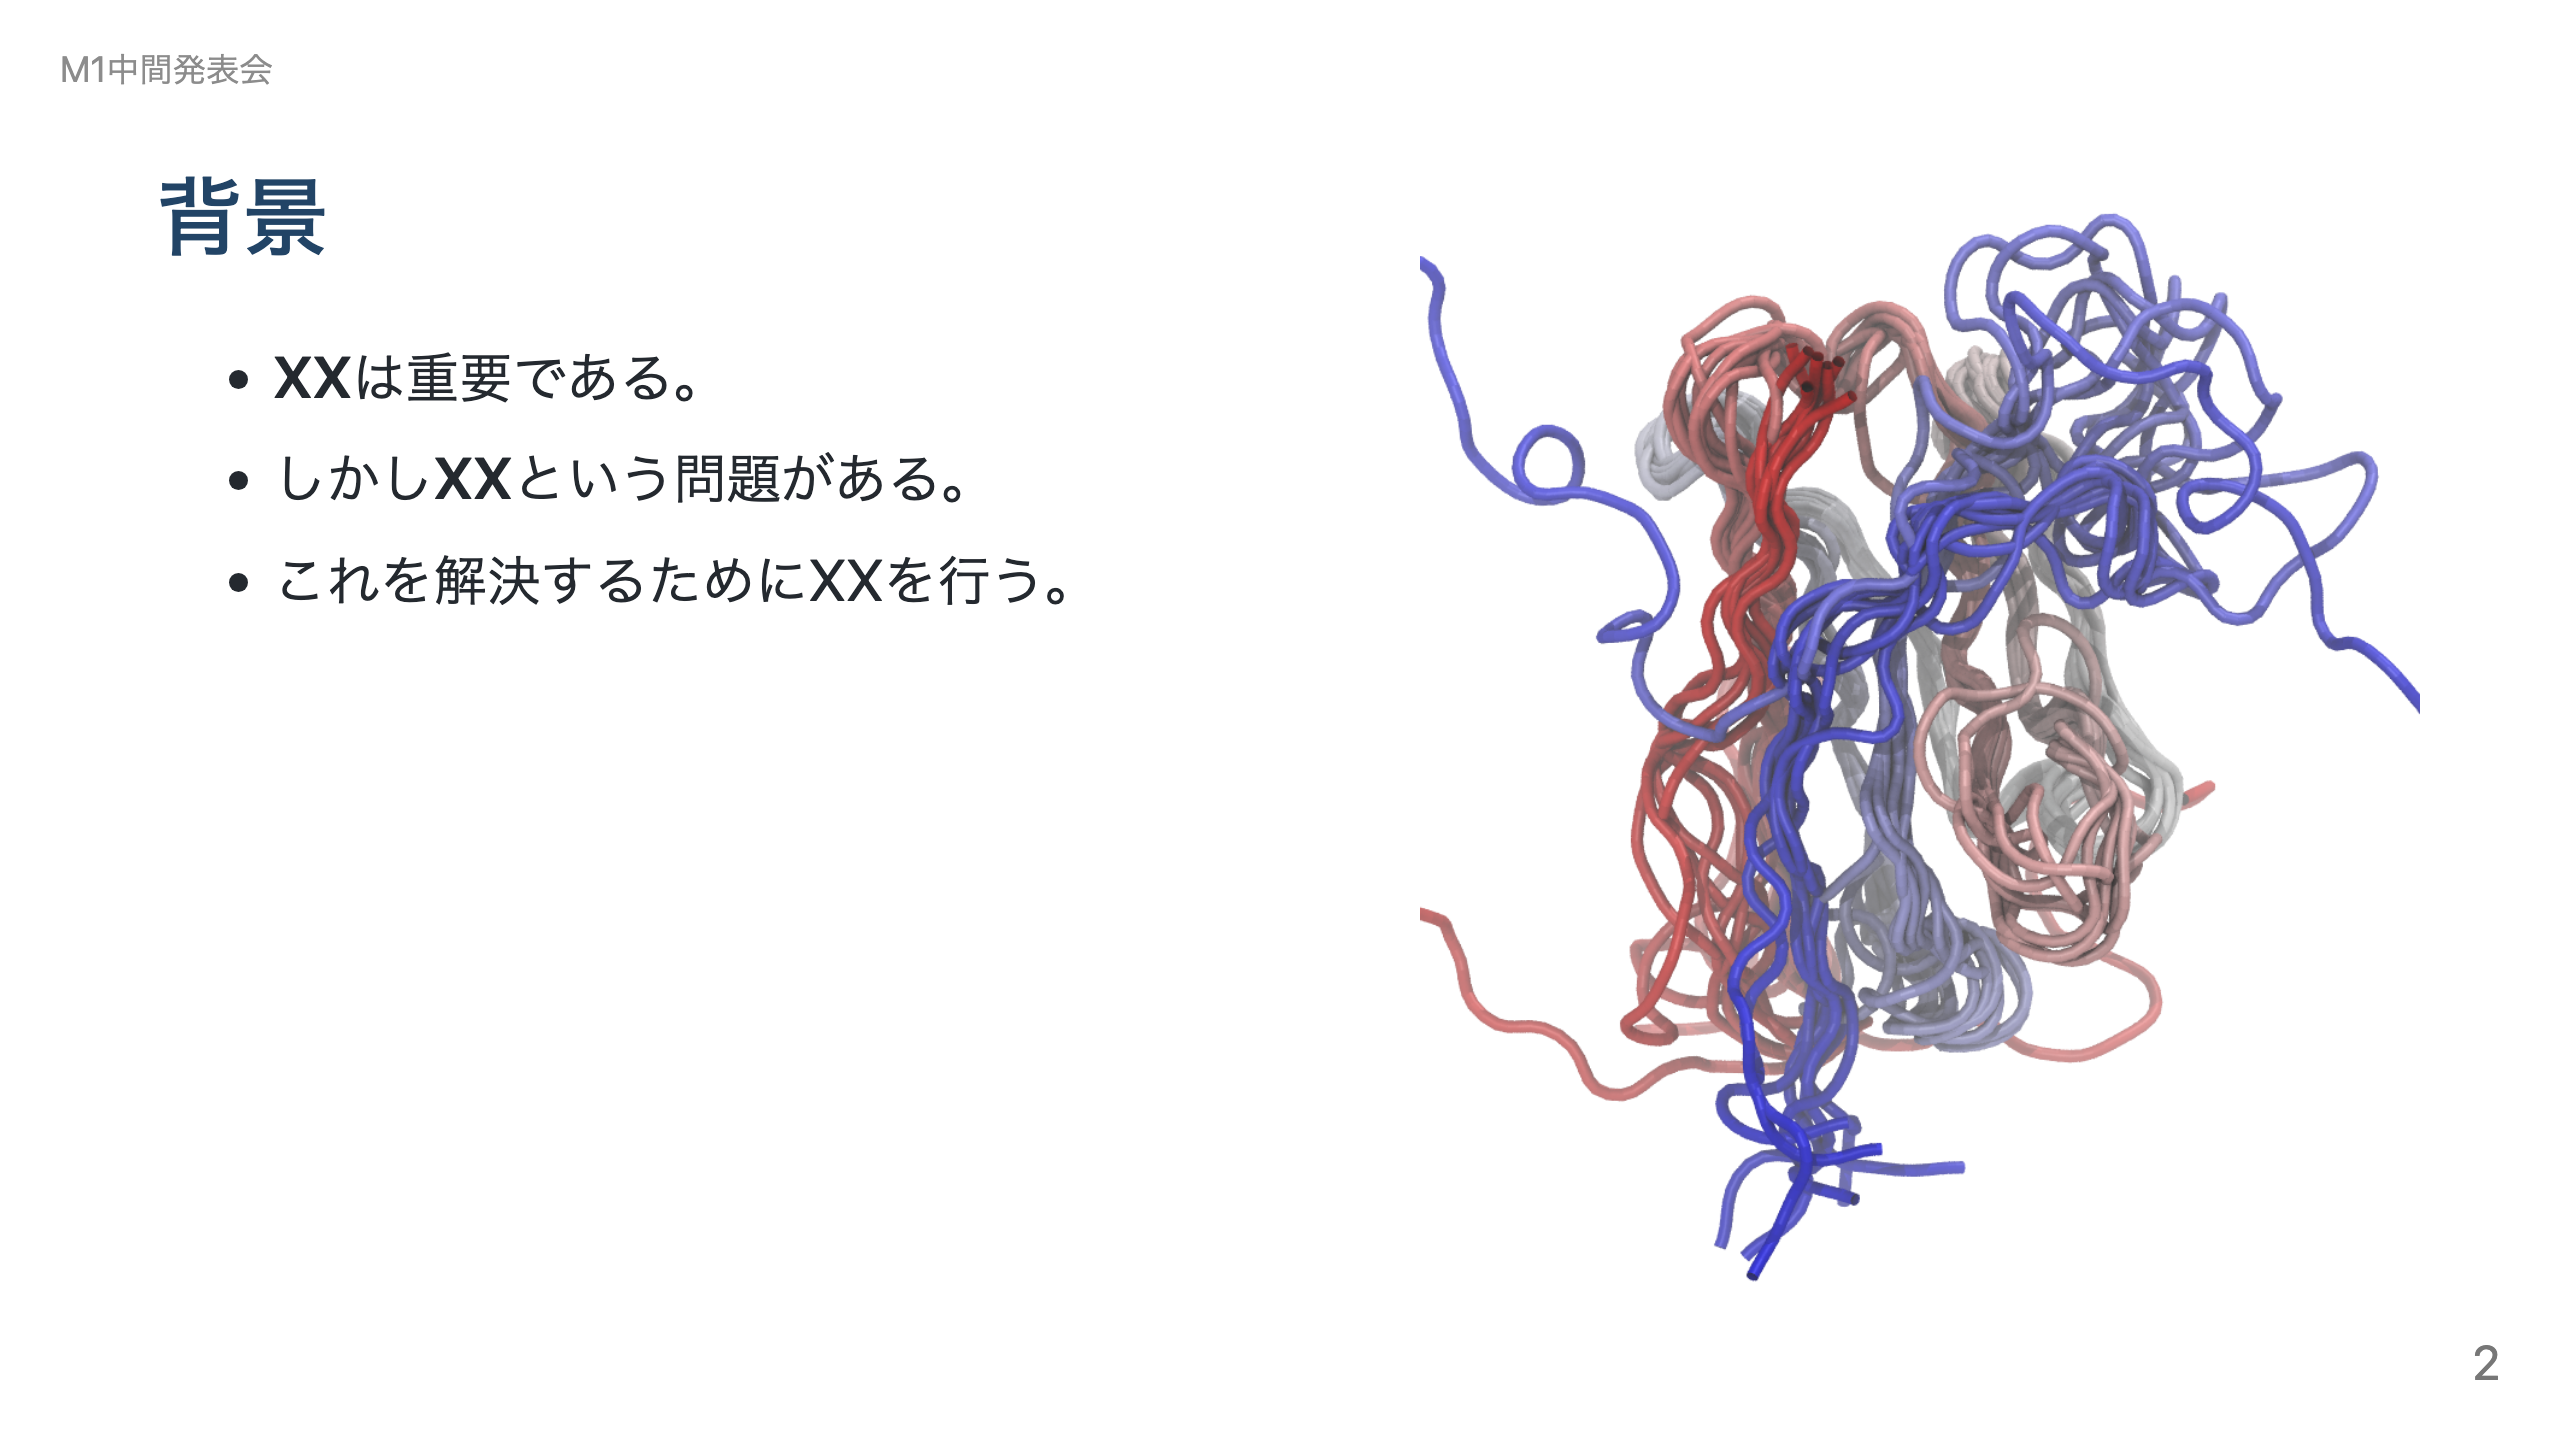 M1中間発表会
背景
• XXは重要である。
• しかしXXという問題がある。
• これを解決するためにXXを行う。
2